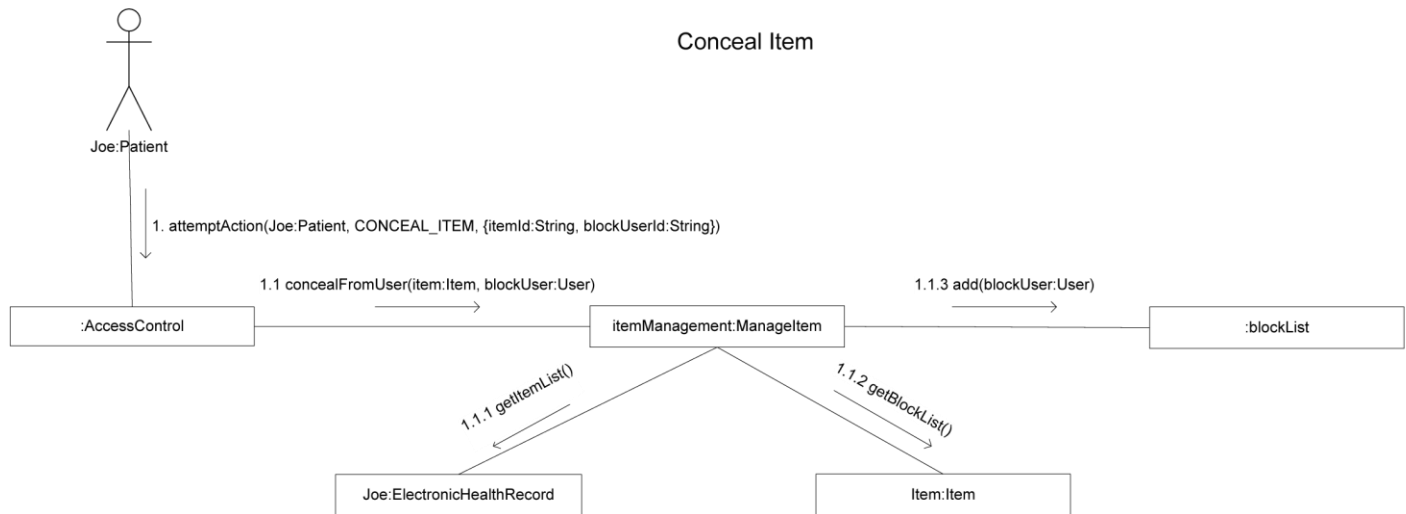 Conceal Item
Joe:Patient
1. attemptAction(Joe:Patient, CONCEAL_ITEM, {itemId:String, blockUserId:String})
1.1 concealFromUser(item:Item, blockUser:User)
1.1.3 add(blockUser:User)
:AccessControl
itemManagement:ManageItem
:blockList
1.1.1 getItemList()
1.1.2 getBlockList()
Joe:ElectronicHealthRecord
Item:Item